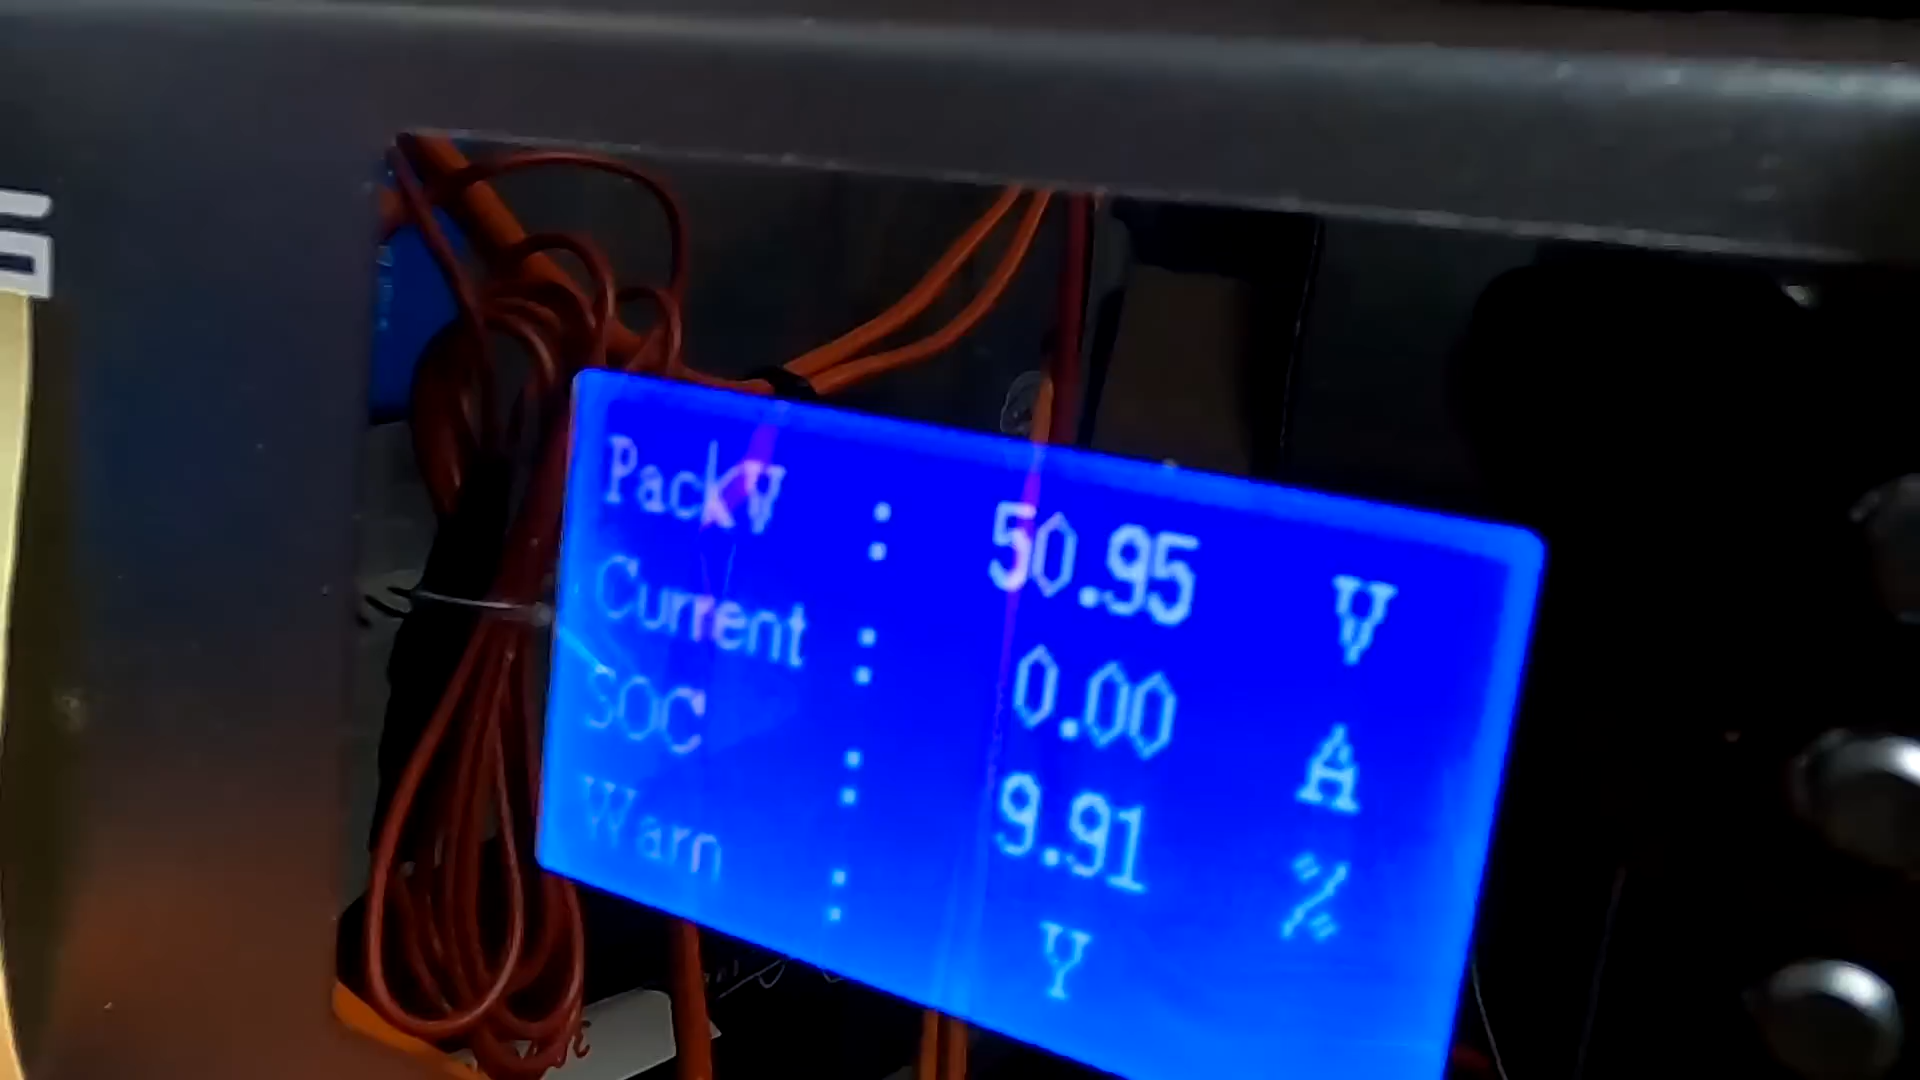 PackV : 50.95 V
Current : 0.00 A
SOC : 9.91 %
Warn : Y